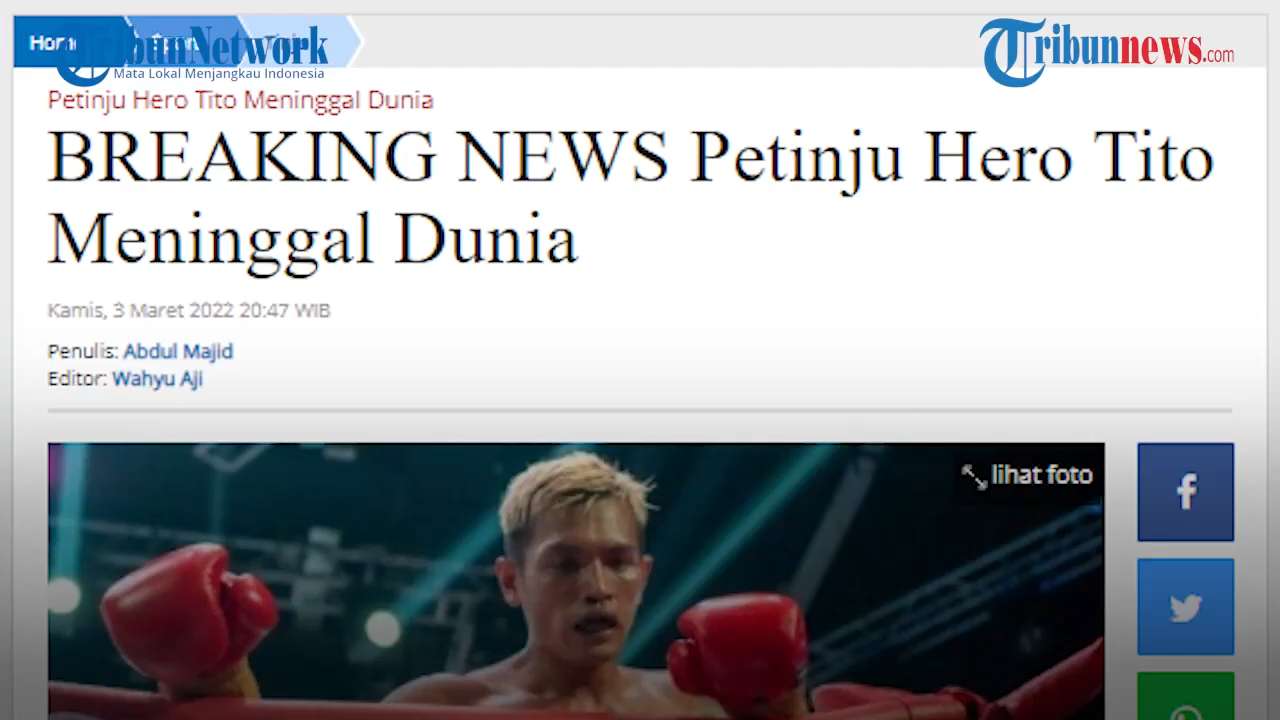 Home
TribunNetwork
Mata Lokal Menjangkau Indonesia
Tribunnews.com
Petinju Hero Tito Meninggal Dunia
BREAKING NEWS Petinju Hero Tito
Meninggal Dunia
Kamis, 3 Maret 2022 20:47 WIB
Penulis: Abdul Majid
Editor: Wahyu Aji
lihat foto